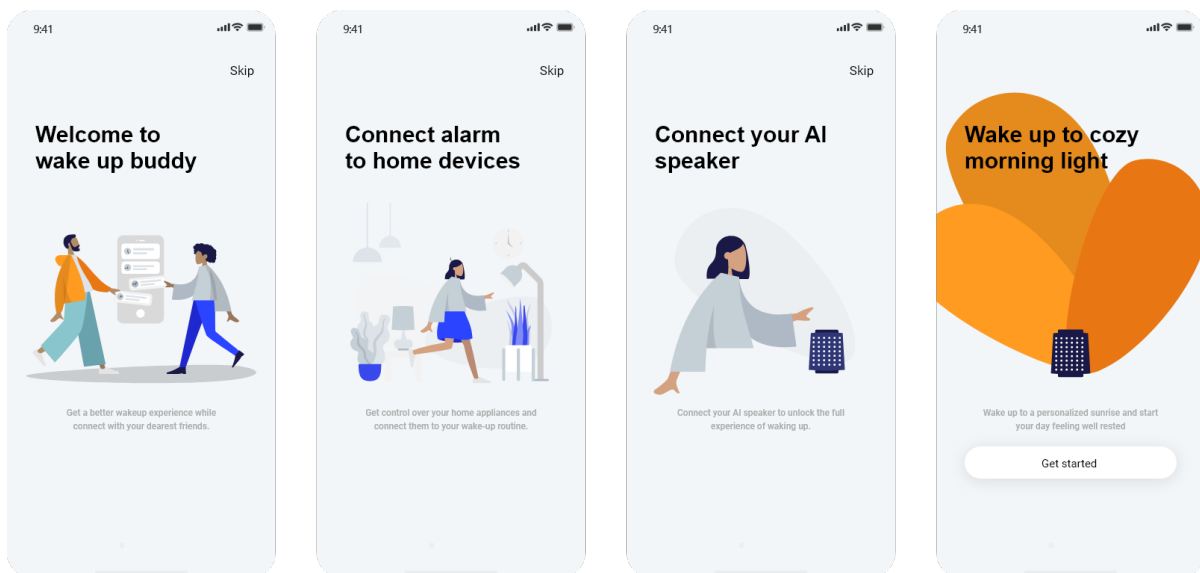 9:41
Skip
Welcome to
wake up buddy
Get a better wakeup experience while
connect with your dearest friends.
9:41
Skip
Connect alarm
to home devices
Get control over your home appliances and
connect them to your wake-up routine.
9:41
Skip
Connect your AI
speaker
Connect your AI speaker to unlock the full
experience of waking up.
9:41
Wake up to cozy
morning light
Wake up to a personalized sunrise and start
your day feeling well rested
Get started